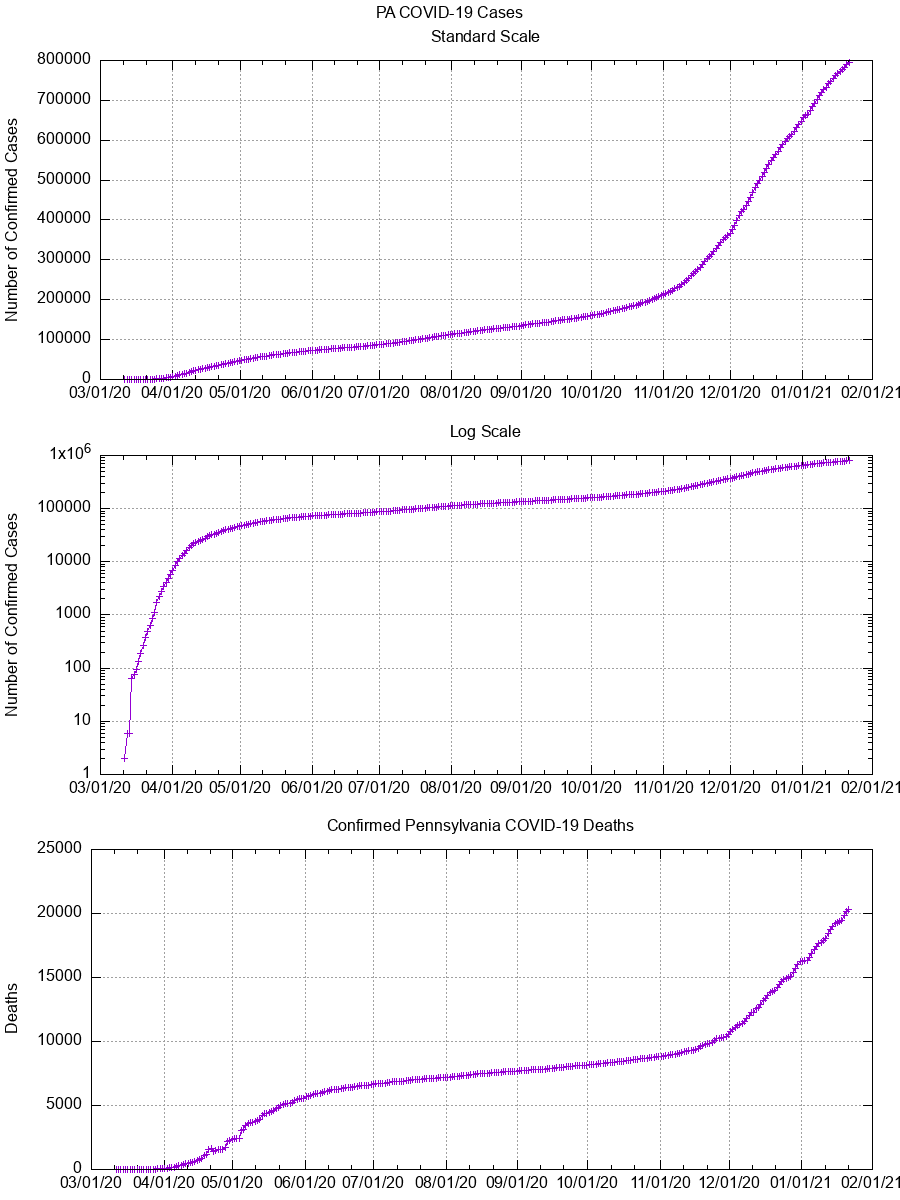 PA COVID-19 Cases
Standard Scale
Number of Confirmed Cases
800000
700000
600000
500000
400000
300000
200000
100000
0
03/01/20 04/01/20 05/01/20 06/01/20 07/01/20 08/01/20 09/01/20 10/01/20 11/01/20 12/01/20 01/01/21 02/01/21
Log Scale
Number of Confirmed Cases
1x10⁶
100000
10000
1000
100
10
1
03/01/20 04/01/20 05/01/20 06/01/20 07/01/20 08/01/20 09/01/20 10/01/20 11/01/20 12/01/20 01/01/21 02/01/21
Confirmed Pennsylvania COVID-19 Deaths
Deaths
25000
20000
15000
10000
5000
0
03/01/20 04/01/20 05/01/20 06/01/20 07/01/20 08/01/20 09/01/20 10/01/20 11/01/20 12/01/20 01/01/21 02/01/21